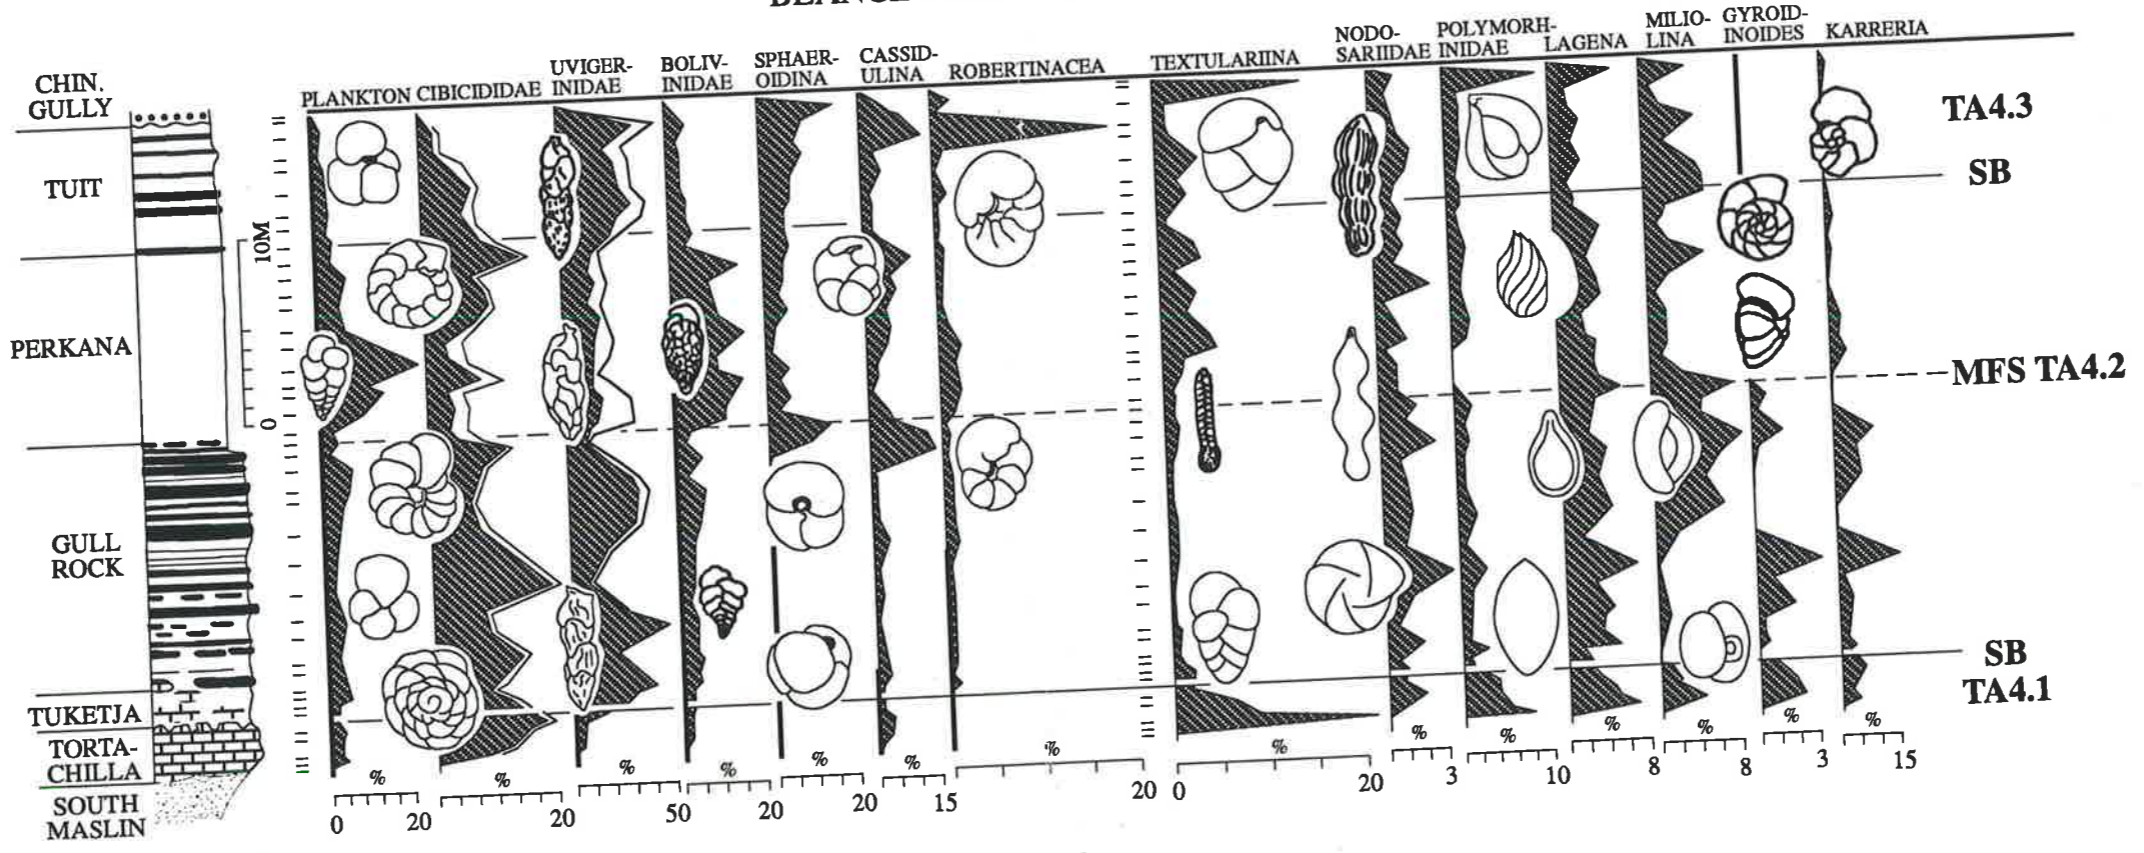 CHIN.
GULLY
TUIT
PERKANA
GULL
ROCK
TUKETJA
TORTA-
CHILLA
SOUTH
MASLIN
10M
0
PLANKTON
CIBICIDIDAE
UVIGER-
INIDAE
BOLIV-
INIDAE
SPHAER-
OIDINA
CASSID-
ULINA
ROBERTINACEA
TEXTULARIINA
NODO-
SARIIDAE
POLYMORH-
INIDAE
LAGENA
MILIO-
LINA
GYROID-
INOIDES
KARRERIA
TA4.3
SB
MFS TA4.2
SB
TA4.1
% % % % % % % % % % % % % %
0 20 20 50 20 20 15 20 0 20 3 10 8 8 3 15